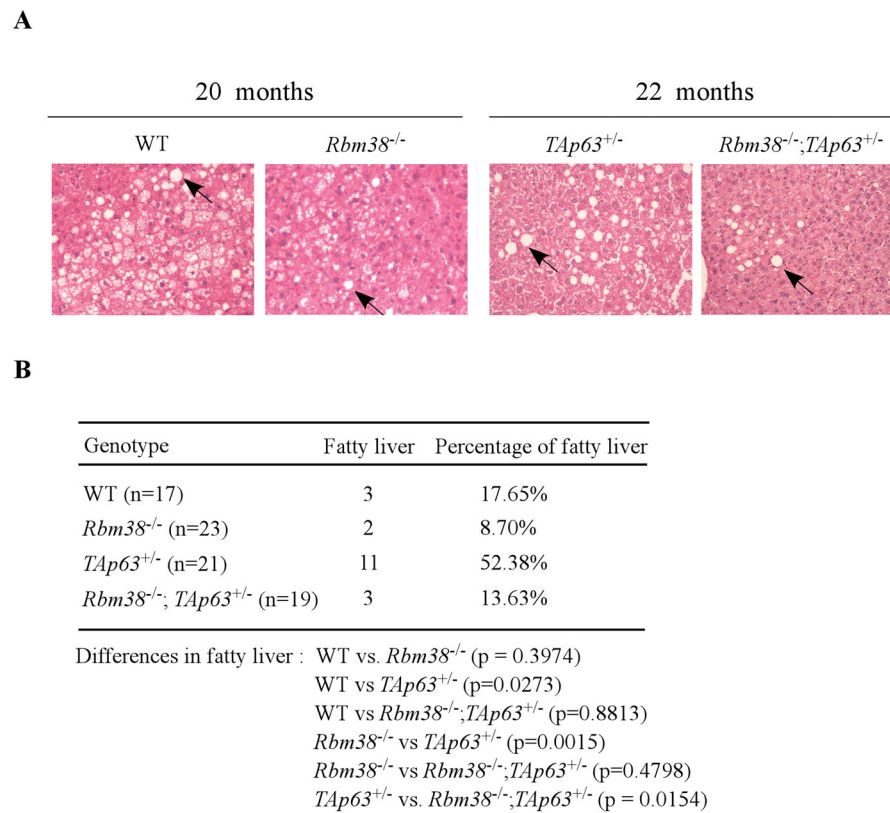 A
20 months
22 months
WT
Rbm38-/-
TAp63+/-
Rbm38-/-;TAp63+/-
B
Genotype Fatty liver Percentage of fatty liver
WT (n=17) 3 17.65%
Rbm38-/- (n=23) 2 8.70%
TAp63+/- (n=21) 11 52.38%
Rbm38-/-; TAp63+/- (n=19) 3 13.63%
Differences in fatty liver : WT vs. Rbm38-/- (p = 0.3974)
WT vs TAp63+/- (p=0.0273)
WT vs Rbm38-/-;TAp63+/- (p=0.8813)
Rbm38-/- vs TAp63+/- (p=0.0015)
Rbm38-/- vs Rbm38-/-;TAp63+/- (p=0.4798)
TAp63+/- vs. Rbm38-/-;TAp63+/- (p = 0.0154)